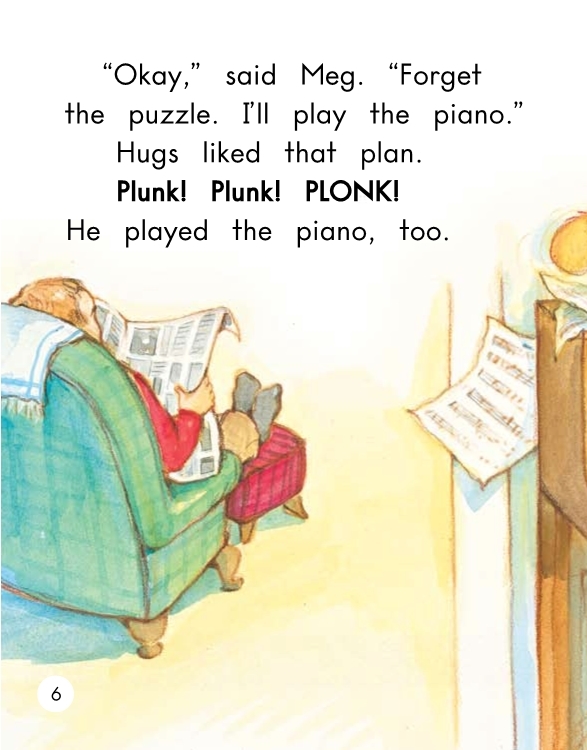 “Okay,” said Meg. “Forget
the puzzle. I’ll play the piano.”
Hugs liked that plan.
Plunk! Plunk! PLONK!
He played the piano, too.
6